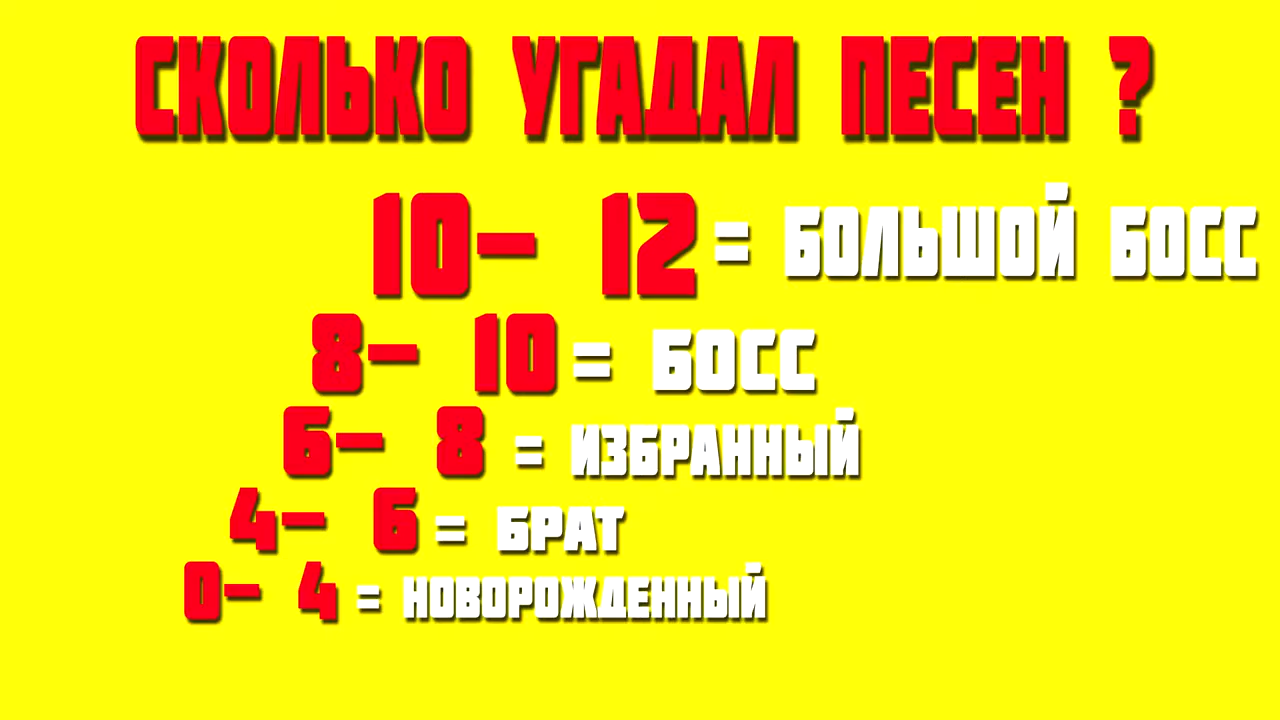 СКОЛЬКО УГАДАЛ ПЕСЕН ?
10- 12 = БОЛЬШОЙ БОСС
8- 10 = БОСС
6- 8 = ИЗБРАННЫЙ
4- 6 = БРАТ
0- 4 = НОВОРОЖДЕННЫЙ